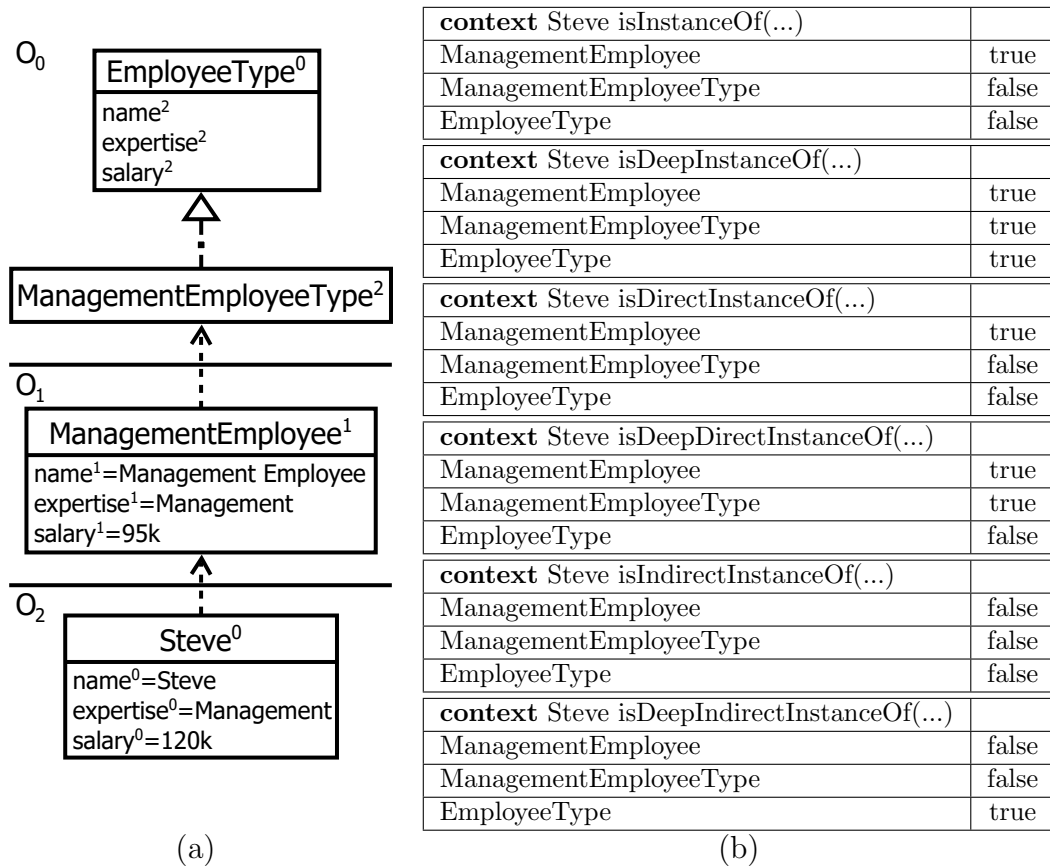 O₀
EmployeeType⁰
name²
expertise²
salary²
ManagementEmployeeType²
O₁
ManagementEmployee¹
name¹=Management Employee
expertise¹=Management
salary¹=95k
O₂
Steve⁰
name⁰=Steve
expertise⁰=Management
salary⁰=120k
(a)
context Steve isInstanceOf(...)
ManagementEmployee true
ManagementEmployeeType false
EmployeeType false
context Steve isDeepInstanceOf(...)
ManagementEmployee true
ManagementEmployeeType true
EmployeeType true
context Steve isDirectInstanceOf(...)
ManagementEmployee true
ManagementEmployeeType false
EmployeeType false
context Steve isDeepDirectInstanceOf(...)
ManagementEmployee true
ManagementEmployeeType true
EmployeeType false
context Steve isIndirectInstanceOf(...)
ManagementEmployee false
ManagementEmployeeType false
EmployeeType false
context Steve isDeepIndirectInstanceOf(...)
ManagementEmployee false
ManagementEmployeeType false
EmployeeType true
(b)